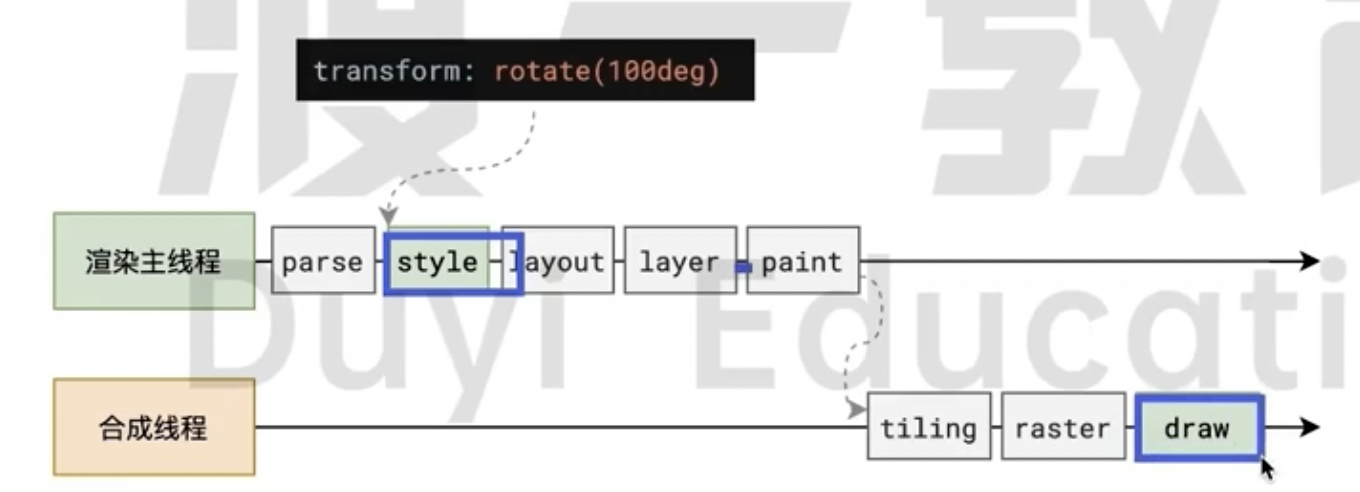 渡一教育
transform: rotate(100deg)
渲染主线程
parse
style
layout
layer
paint
Duyi Educati
合成线程
tiling
raster
draw